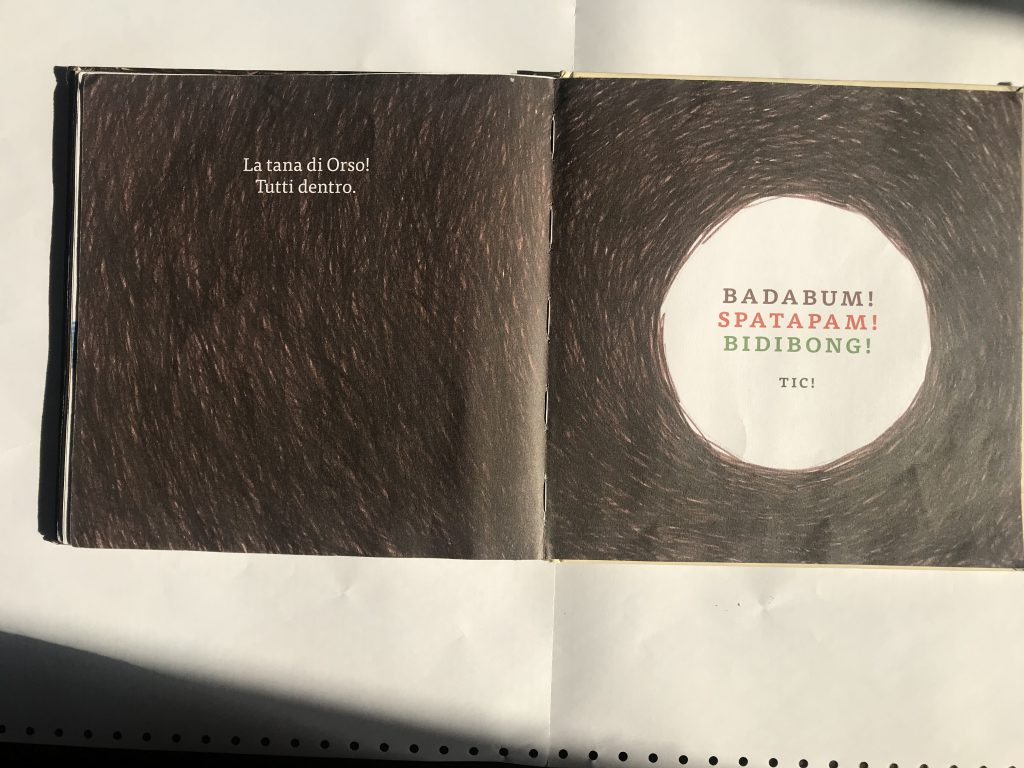 La tana di Orso!
Tutti dentro.
BADABUM!
SPATAPAM!
BIDIBONG!
TIC!